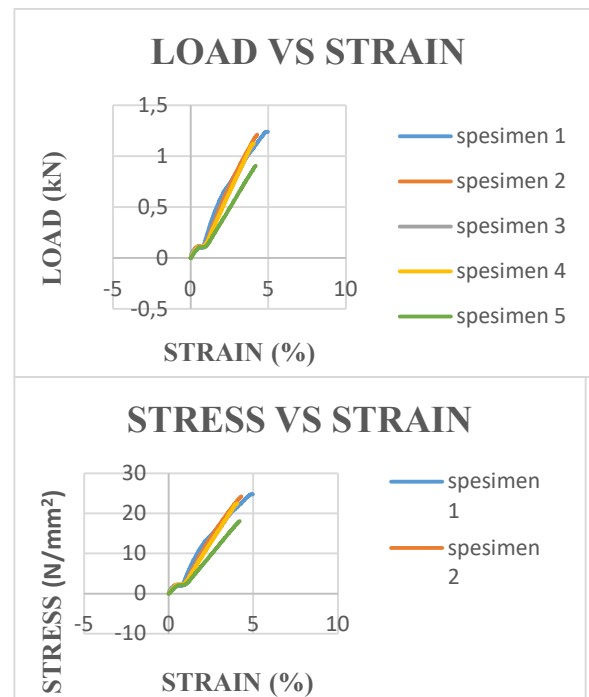 LOAD VS STRAIN
LOAD (kN)
1,5
1
0,5
0
-0,5
-5
0
5
10
STRAIN (%)
spesimen 1
spesimen 2
spesimen 3
spesimen 4
spesimen 5
STRESS VS STRAIN
STRESS (N/mm²)
30
20
10
0
-10
-5
0
5
10
STRAIN (%)
spesimen
1
spesimen
2